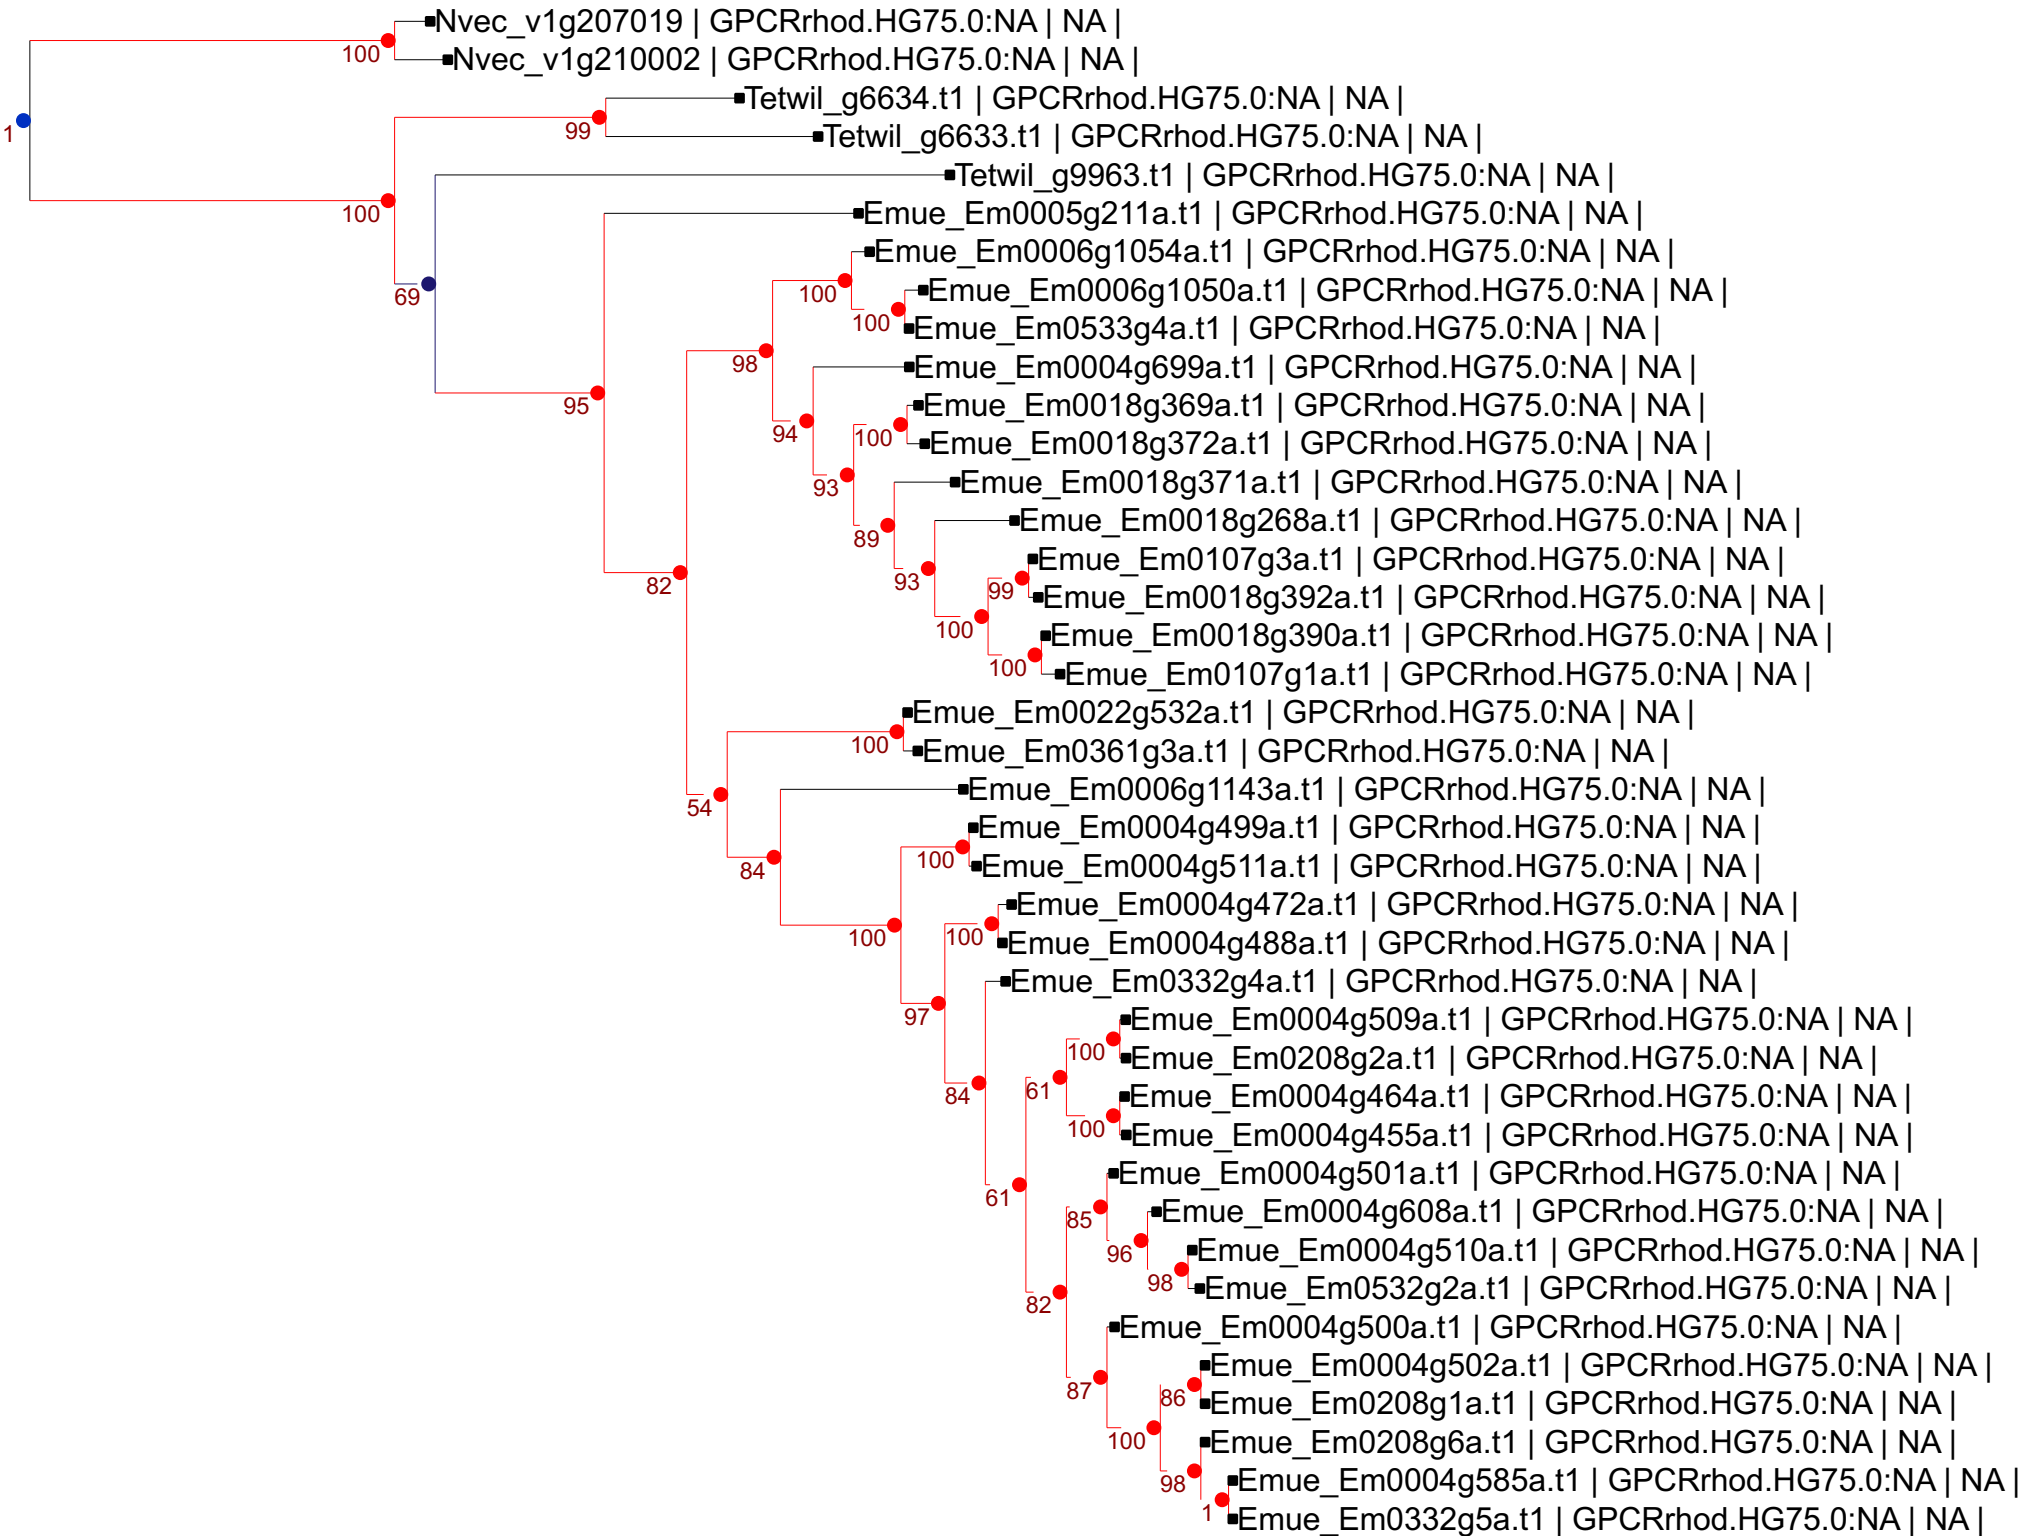 Nvec_v1g207019 | GPCRrhod.HG75.0:NA | NA |
100
Nvec_v1g210002 | GPCRrhod.HG75.0:NA | NA |
Tetwil_g6634.t1 | GPCRrhod.HG75.0:NA | NA |
1
99
Tetwil_g6633.t1 | GPCRrhod.HG75.0:NA | NA |
Tetwil_g9963.t1 | GPCRrhod.HG75.0:NA | NA |
100
Emue_Em0005g211a.t1 | GPCRrhod.HG75.0:NA | NA |
Emue_Em0006g1054a.t1 | GPCRrhod.HG75.0:NA | NA |
69
100
Emue_Em0006g1050a.t1 | GPCRrhod.HG75.0:NA | NA |
100
Emue_Em0533g4a.t1 | GPCRrhod.HG75.0:NA | NA |
98
Emue_Em0004g699a.t1 | GPCRrhod.HG75.0:NA | NA |
95
Emue_Em0018g369a.t1 | GPCRrhod.HG75.0:NA | NA |
94
100
Emue_Em0018g372a.t1 | GPCRrhod.HG75.0:NA | NA |
93
Emue_Em0018g371a.t1 | GPCRrhod.HG75.0:NA | NA |
Emue_Em0018g268a.t1 | GPCRrhod.HG75.0:NA | NA |
89
Emue_Em0107g3a.t1 | GPCRrhod.HG75.0:NA | NA |
82
93
99
Emue_Em0018g392a.t1 | GPCRrhod.HG75.0:NA | NA |
100
Emue_Em0018g390a.t1 | GPCRrhod.HG75.0:NA | NA |
100
Emue_Em0107g1a.t1 | GPCRrhod.HG75.0:NA | NA |
Emue_Em0022g532a.t1 | GPCRrhod.HG75.0:NA | NA |
100
Emue_Em0361g3a.t1 | GPCRrhod.HG75.0:NA | NA |
Emue_Em0006g1143a.t1 | GPCRrhod.HG75.0:NA | NA |
54
Emue_Em0004g499a.t1 | GPCRrhod.HG75.0:NA | NA |
84
100
Emue_Em0004g511a.t1 | GPCRrhod.HG75.0:NA | NA |
Emue_Em0004g472a.t1 | GPCRrhod.HG75.0:NA | NA |
100
100
Emue_Em0004g488a.t1 | GPCRrhod.HG75.0:NA | NA |
Emue_Em0332g4a.t1 | GPCRrhod.HG75.0:NA | NA |
97
Emue_Em0004g509a.t1 | GPCRrhod.HG75.0:NA | NA |
100
Emue_Em0208g2a.t1 | GPCRrhod.HG75.0:NA | NA |
84
61
Emue_Em0004g464a.t1 | GPCRrhod.HG75.0:NA | NA |
100
Emue_Em0004g455a.t1 | GPCRrhod.HG75.0:NA | NA |
Emue_Em0004g501a.t1 | GPCRrhod.HG75.0:NA | NA |
61
85
Emue_Em0004g608a.t1 | GPCRrhod.HG75.0:NA | NA |
96
Emue_Em0004g510a.t1 | GPCRrhod.HG75.0:NA | NA |
98
Emue_Em0532g2a.t1 | GPCRrhod.HG75.0:NA | NA |
82
Emue_Em0004g500a.t1 | GPCRrhod.HG75.0:NA | NA |
Emue_Em0004g502a.t1 | GPCRrhod.HG75.0:NA | NA |
87
86
Emue_Em0208g1a.t1 | GPCRrhod.HG75.0:NA | NA |
100
Emue_Em0208g6a.t1 | GPCRrhod.HG75.0:NA | NA |
98
Emue_Em0004g585a.t1 | GPCRrhod.HG75.0:NA | NA |
1
Emue_Em0332g5a.t1 | GPCRrhod.HG75.0:NA | NA |